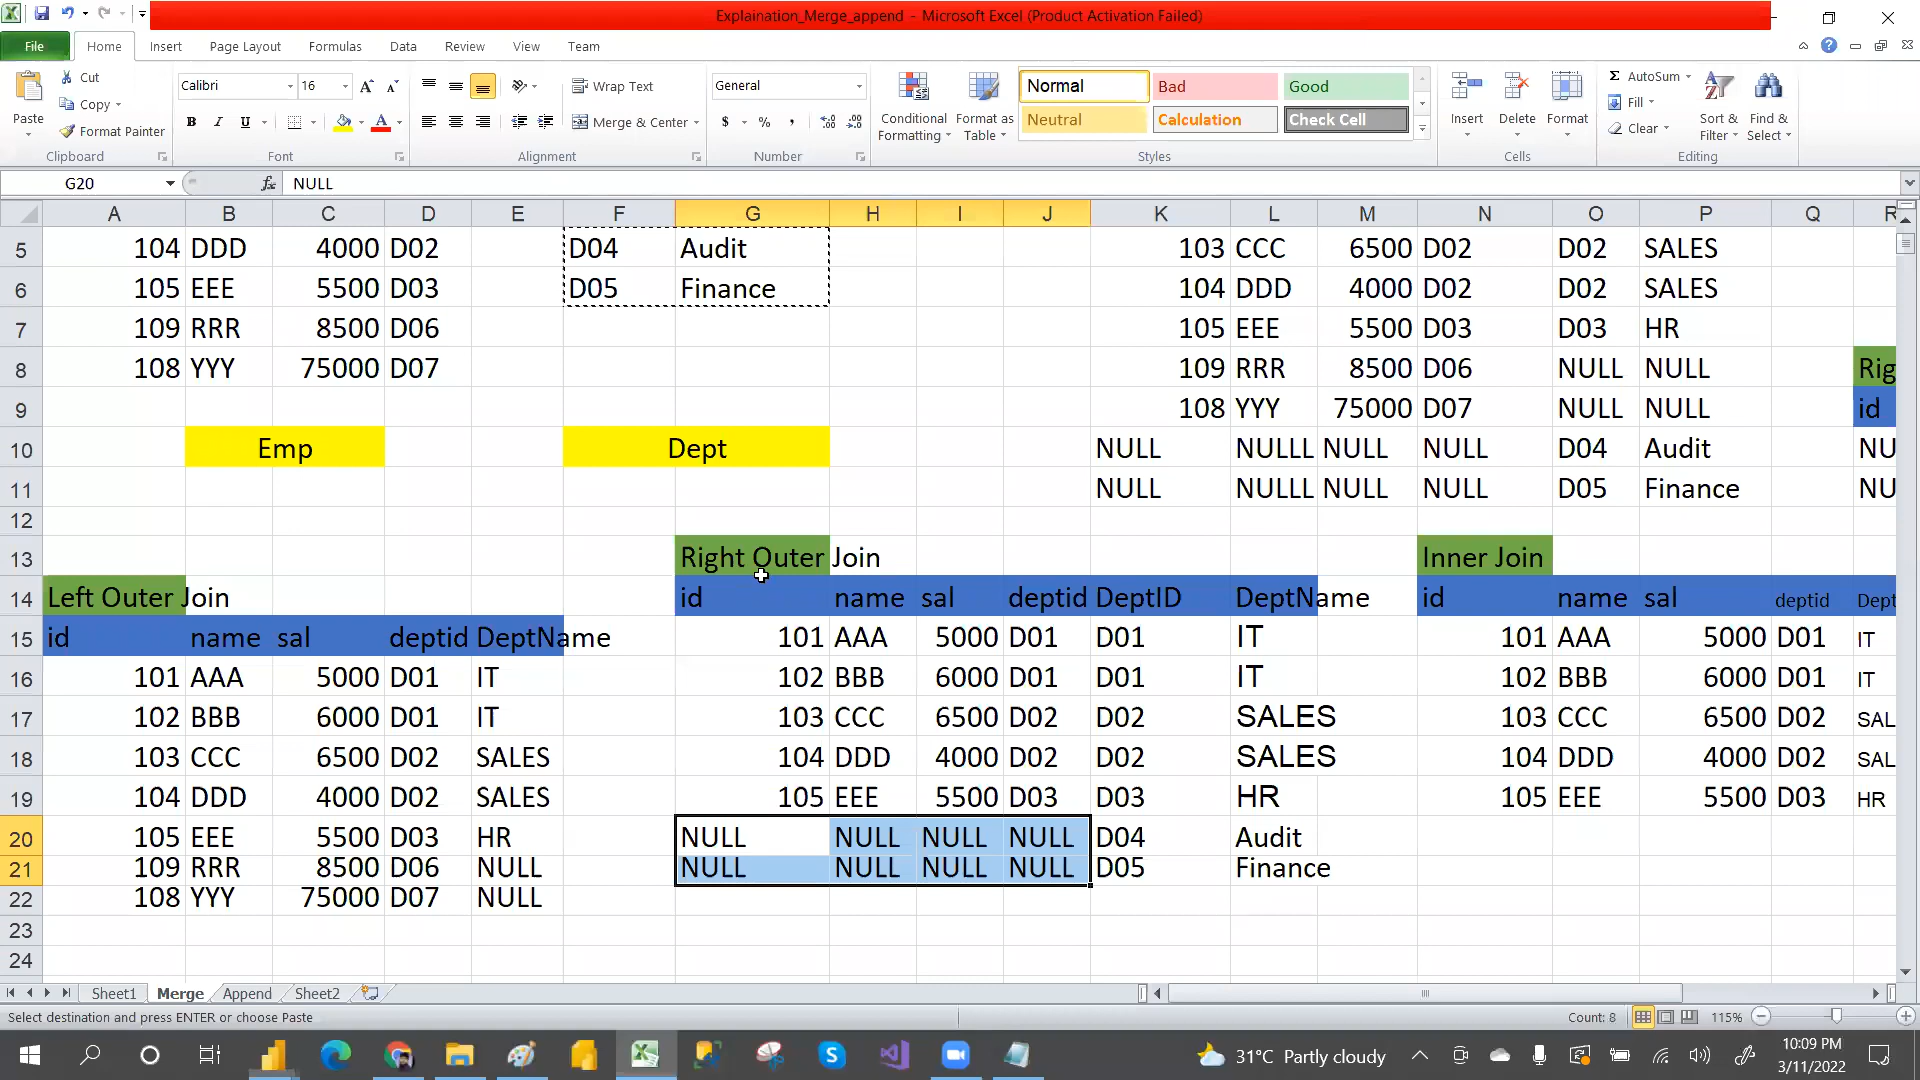 Explaination_Merge_append - Microsoft Excel (Product Activation Failed)
File Home Insert Page Layout Formulas Data Review View Team
Paste Cut Copy Format Painter
Calibri 16 A A Wrap Text General Normal Bad Good
B I U A Merge & Center $ % , Neutral Calculation Check Cell
Conditional Formatting Format as Table Insert Delete Format
Σ AutoSum Fill Clear Sort & Filter Find & Select
Clipboard Font Alignment Number Styles Cells Editing
G20 fx NULL
A B C D E F G H I J K L M N O P Q R
5 104 DDD 4000 D02 D04 Audit 103 CCC 6500 D02 D02 SALES
6 105 EEE 5500 D03 D05 Finance 104 DDD 4000 D02 D02 SALES
7 109 RRR 8500 D06 105 EEE 5500 D03 D03 HR
8 108 YYY 75000 D07 109 RRR 8500 D06 NULL NULL Rig
9 108 YYY 75000 D07 NULL NULL id
10 Emp Dept NULL NULLL NULL NULL D04 Audit NU
11 NULL NULLL NULL NULL D05 Finance NU
12
13 Right Outer Join Inner Join
14 Left Outer Join id name sal deptid DeptID DeptName id name sal deptid Dept
15 id name sal deptid DeptName 101 AAA 5000 D01 D01 IT 101 AAA 5000 D01 IT
16 101 AAA 5000 D01 IT 102 BBB 6000 D01 D01 IT 102 BBB 6000 D01 IT
17 102 BBB 6000 D01 IT 103 CCC 6500 D02 D02 SALES 103 CCC 6500 D02 SAL
18 103 CCC 6500 D02 SALES 104 DDD 4000 D02 D02 SALES 104 DDD 4000 D02 SAL
19 104 DDD 4000 D02 SALES 105 EEE 5500 D03 D03 HR 105 EEE 5500 D03 HR
20 105 EEE 5500 D03 HR NULL NULL NULL NULL D04 Audit
21 109 RRR 8500 D06 NULL NULL NULL NULL NULL D05 Finance
22 108 YYY 75000 D07 NULL
23
24
Sheet1 Merge Append Sheet2
Select destination and press ENTER or choose Paste Count: 8 115%
31°C Partly cloudy 10:09 PM
3/11/2022